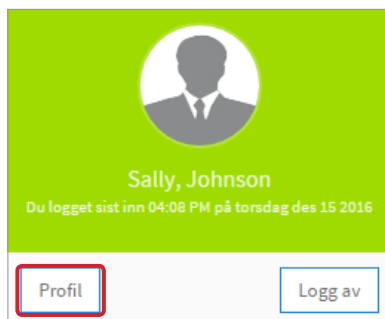 Sally, Johnson
Du logget sist inn 04:08 PM på torsdag des 15 2016
Profil
Logg av